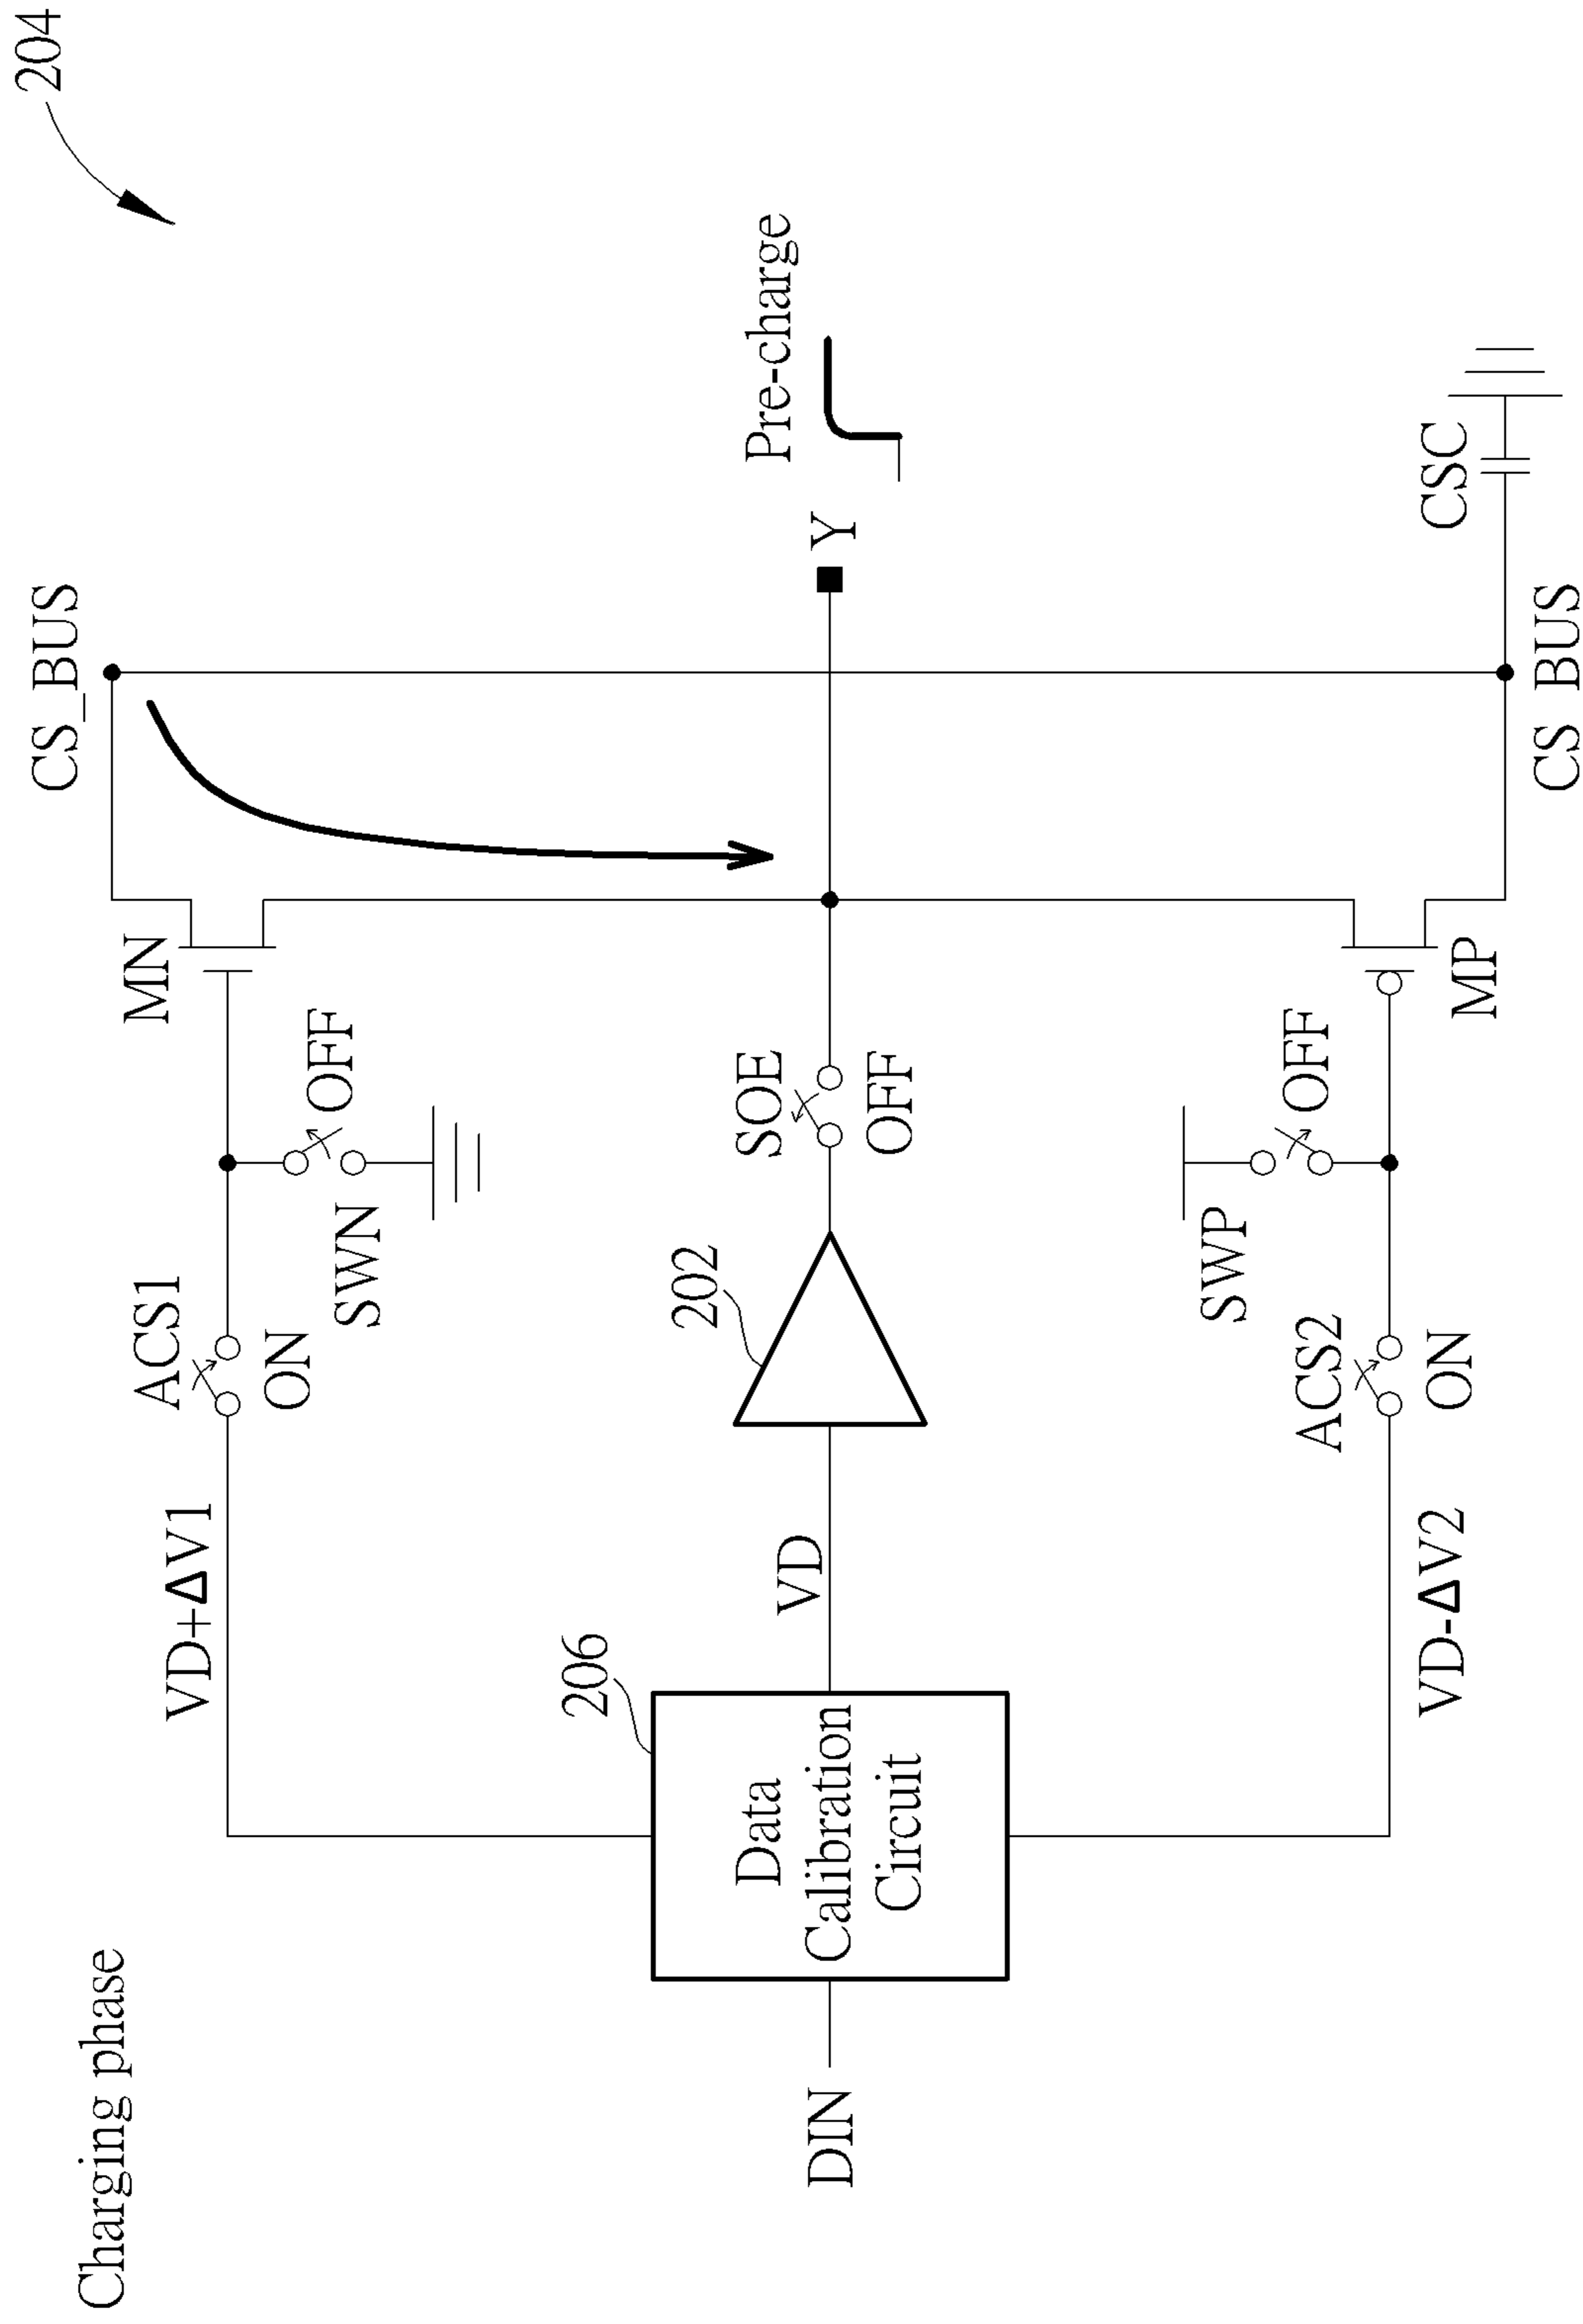 Charging phase
204
CS_BUS
MN
ACS1
ON
OFF
SWN
VD+ΔV1
Pre-charge
Y
SOE
OFF
202
VD
206
Data
Calibration
Circuit
DIN
SWP
OFF
ACS2
ON
VD-ΔV2
MP
CSC
CS_BUS